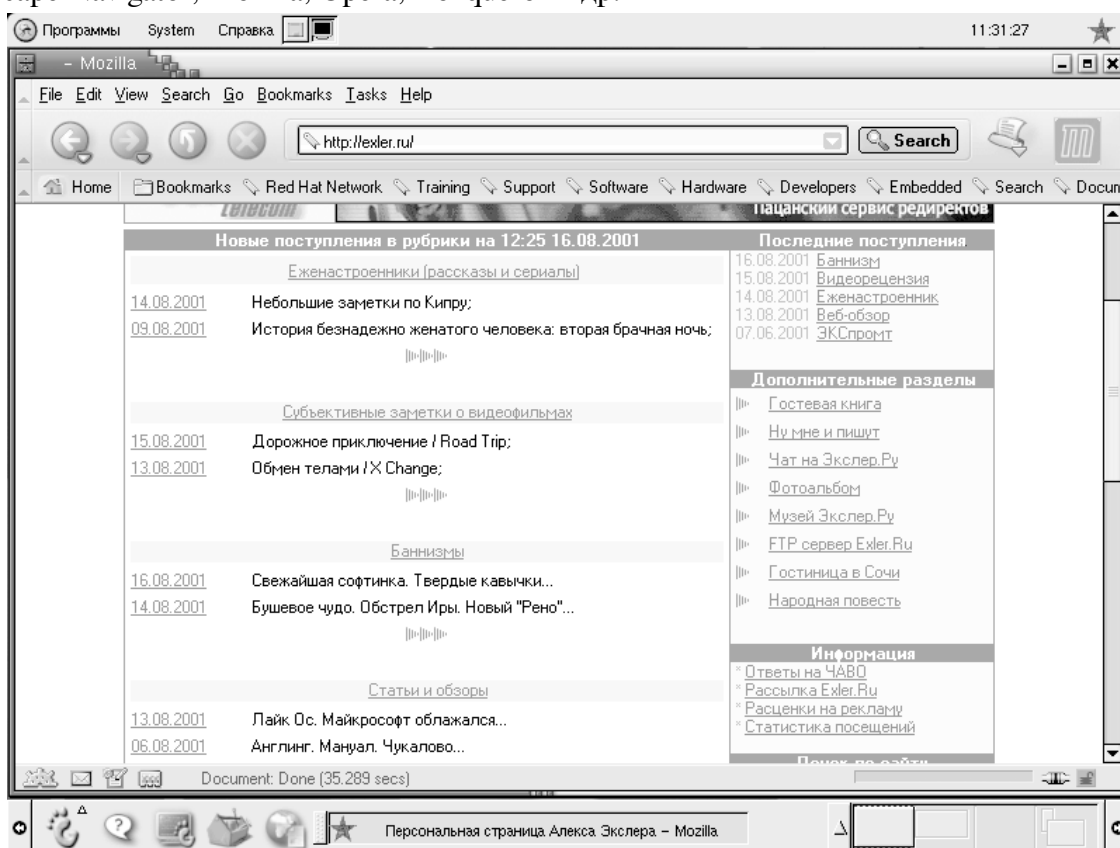 Программы System Справка 11:31:27
– Mozilla
File Edit View Search Go Bookmarks Tasks Help
http://exler.ru/ Search
Home Bookmarks Red Hat Network Training Support Software Hardware Developers Embedded Search Docum
Пацанский сервис редиректов
Новые поступления в рубрики на 12:25 16.08.2001
Еженастроенники (рассказы и сериалы)
14.08.2001 Небольшие заметки по Кипру;
09.08.2001 История безнадежно женатого человека: вторая брачная ночь;
Субъективные заметки о видеофильмах
15.08.2001 Дорожное приключение / Road Trip;
13.08.2001 Обмен телами / X Change;
Баннизмы
16.08.2001 Свежайшая софтинка. Твердые кавычки...
14.08.2001 Бушевое чудо. Обстрел Иры. Новый "Рено"...
Статьи и обзоры
13.08.2001 Лайк Ос. Майкрософт облажался...
06.08.2001 Англинг. Мануал. Чукалово...
Последние поступления
16.08.2001 Баннизм
15.08.2001 Видеорецензия
14.08.2001 Еженастроенник
13.08.2001 Веб-обзор
07.06.2001 ЭКСпромт
Дополнительные разделы
Гостевая книга
Ну мне и пишут
Чат на Экслер.Ру
Фотоальбом
Музей Экслер.Ру
FTP сервер Exler.Ru
Гостиница в Сочи
Народная повесть
Информация
Ответы на ЧАВО
Рассылка Exler.Ru
Расценки на рекламу
Статистика посещений
Document: Done (35.289 secs)
Персональная страница Алекса Экслера – Mozilla